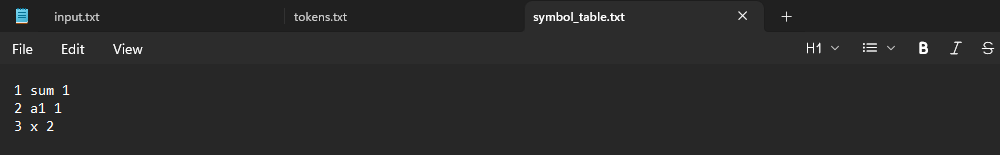 input.txt tokens.txt symbol_table.txt
File Edit View H1 B I S
1 sum 1
2 a1 1
3 x 2